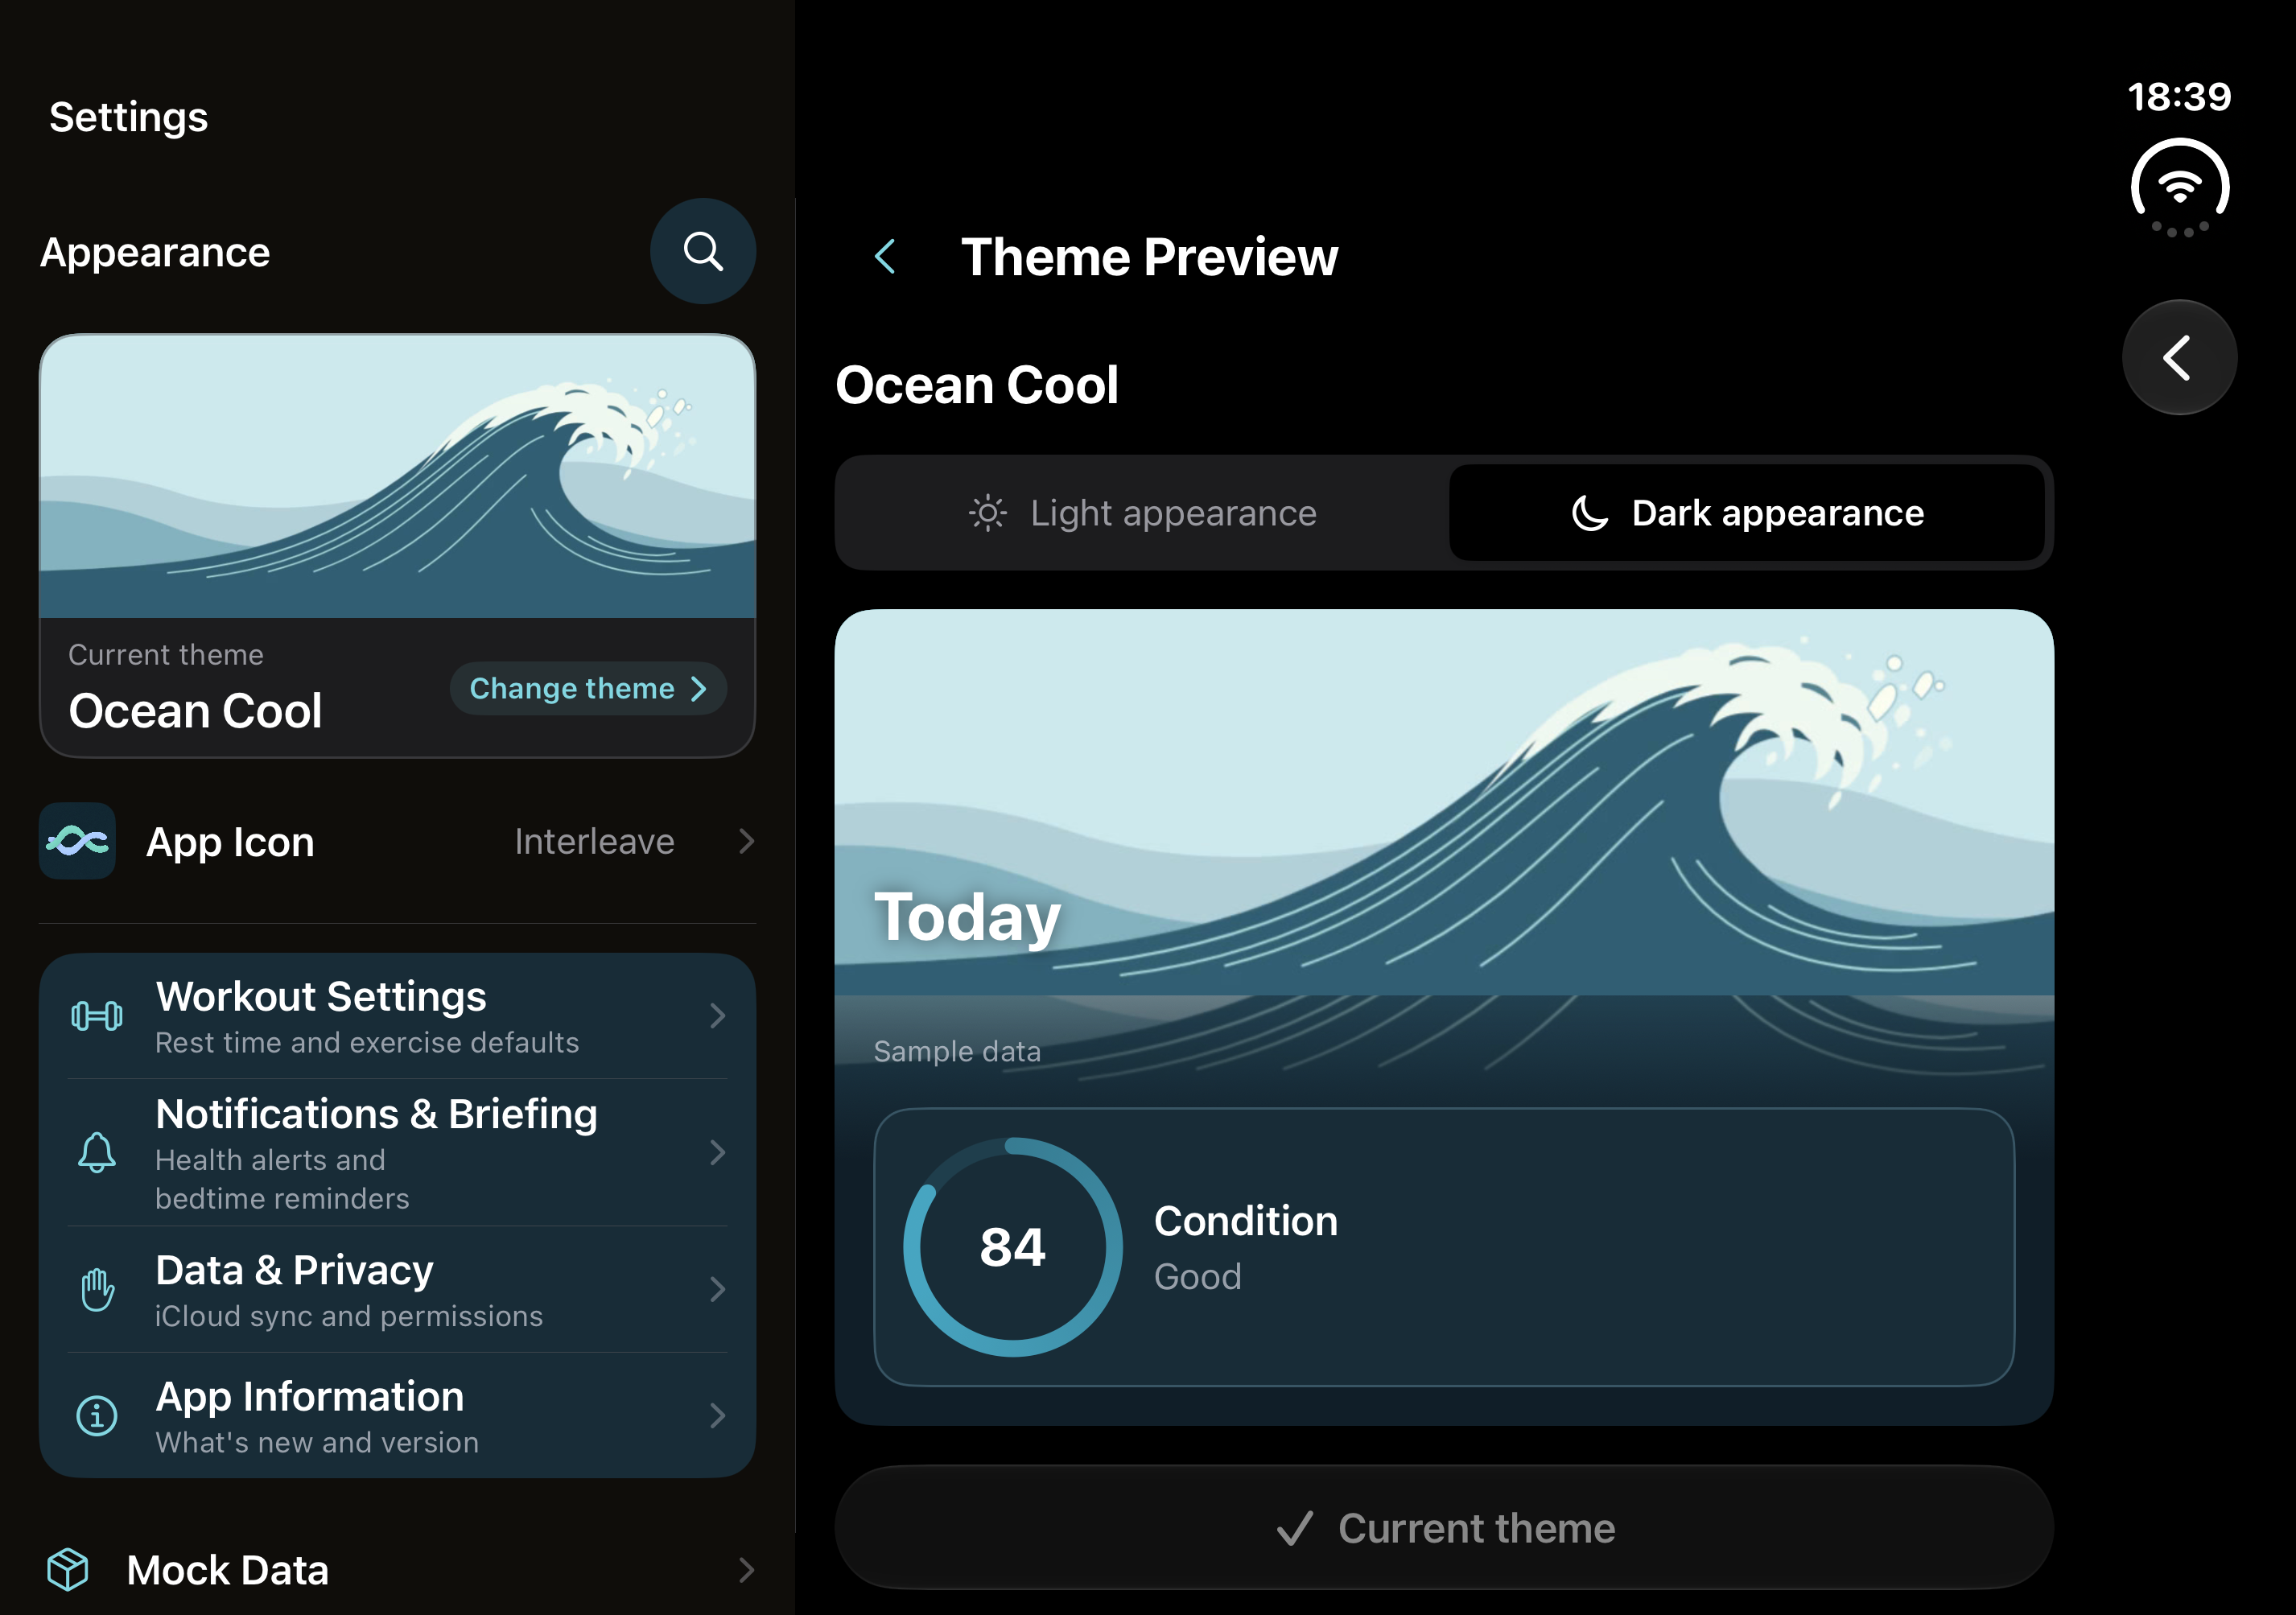 Settings
Appearance
Current theme
Ocean Cool
Change theme
App Icon
Interleave
Workout Settings
Rest time and exercise defaults
Notifications & Briefing
Health alerts and
bedtime reminders
Data & Privacy
iCloud sync and permissions
App Information
What's new and version
Mock Data
18:39
Theme Preview
Ocean Cool
Light appearance
Dark appearance
Today
Sample data
84
Condition
Good
Current theme